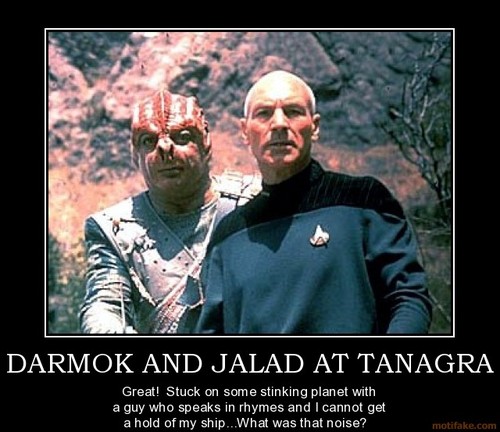 DARMOK AND JALAD AT TANAGRA
Great!  Stuck on some stinking planet with
a guy who speaks in rhymes and I cannot get
a hold of my ship...What was that noise?
motifake.com